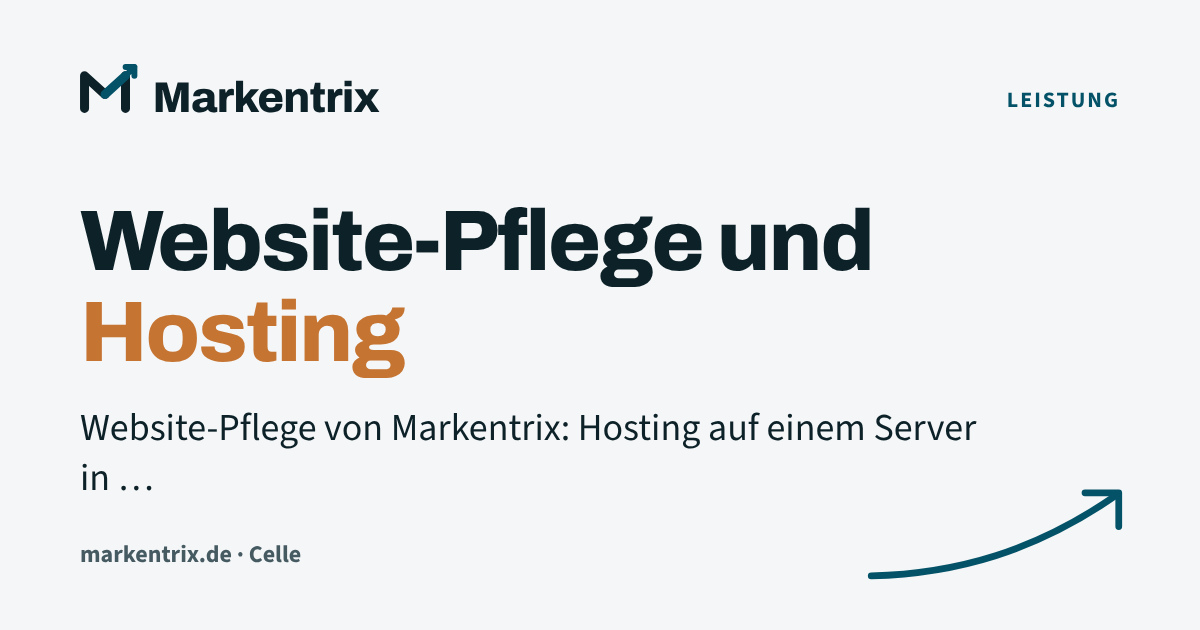 Markentrix
LEISTUNG
Website-Pflege und
Hosting
Website-Pflege von Markentrix: Hosting auf einem Server
in …
markentrix.de · Celle